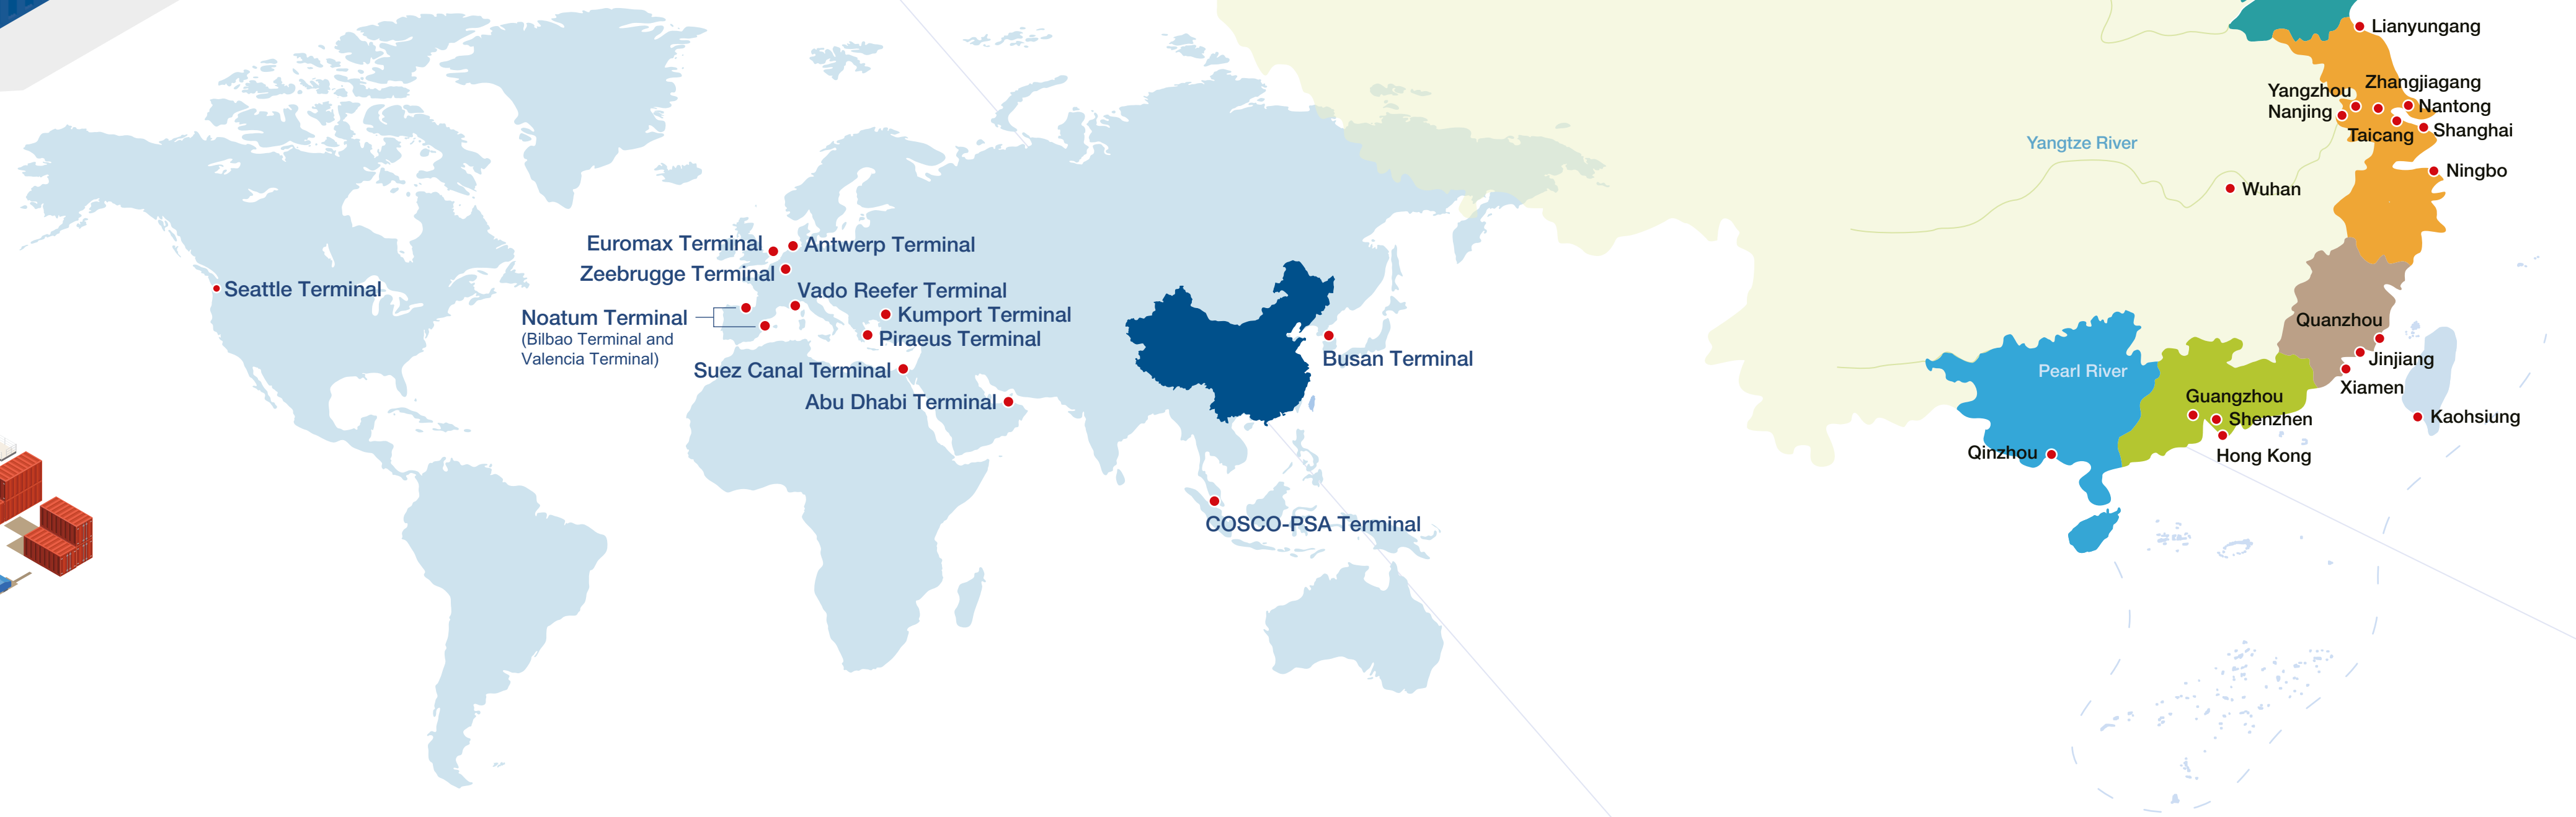 Seattle Terminal
Euromax Terminal
Antwerp Terminal
Zeebrugge Terminal
Vado Reefer Terminal
Noatum Terminal
(Bilbao Terminal and
Valencia Terminal)
Kumport Terminal
Piraeus Terminal
Suez Canal Terminal
Abu Dhabi Terminal
Busan Terminal
COSCO-PSA Terminal
Lianyungang
Zhangjiagang
Yangzhou
Nantong
Nanjing
Taicang
Shanghai
Yangtze River
Ningbo
Wuhan
Quanzhou
Jinjiang
Pearl River
Xiamen
Guangzhou
Shenzhen
Kaohsiung
Qinzhou
Hong Kong